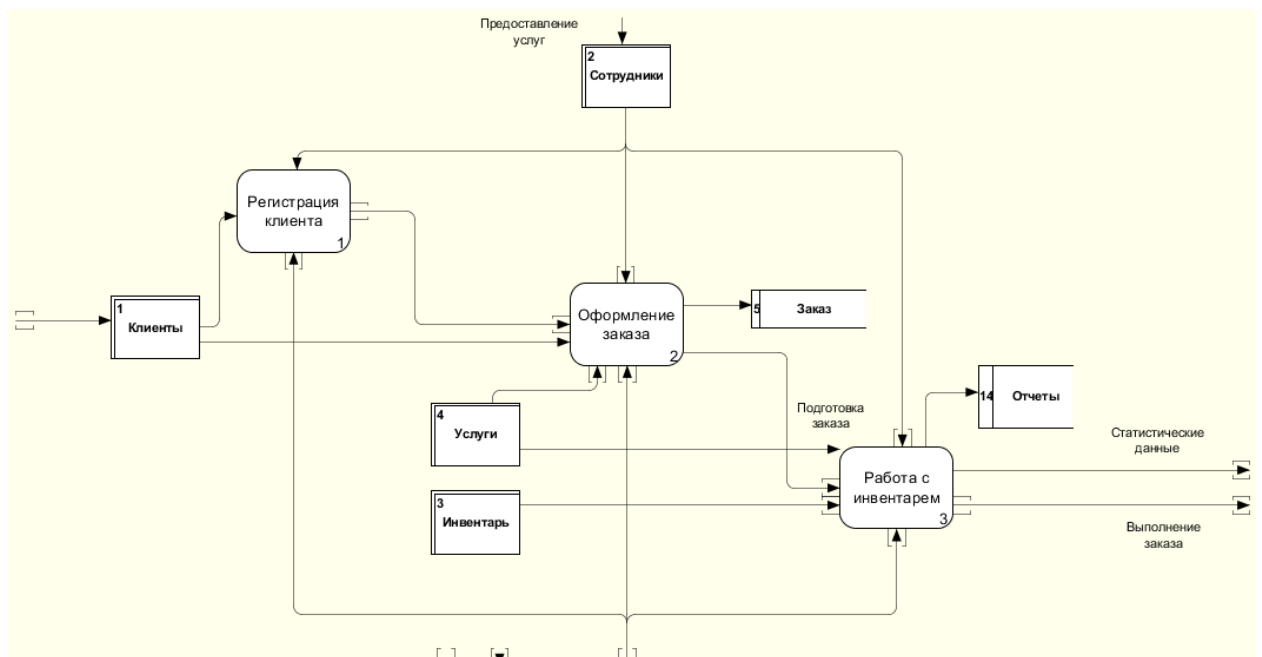 Предоставление
услуг
2
Сотрудники
Регистрация
клиента
1
1
Клиенты
Оформление
заказа
2
5
Заказ
4
Услуги
Подготовка
заказа
14
Отчеты
Статистические
данные
Работа с
инвентарем
3
3
Инвентарь
Выполнение
заказа